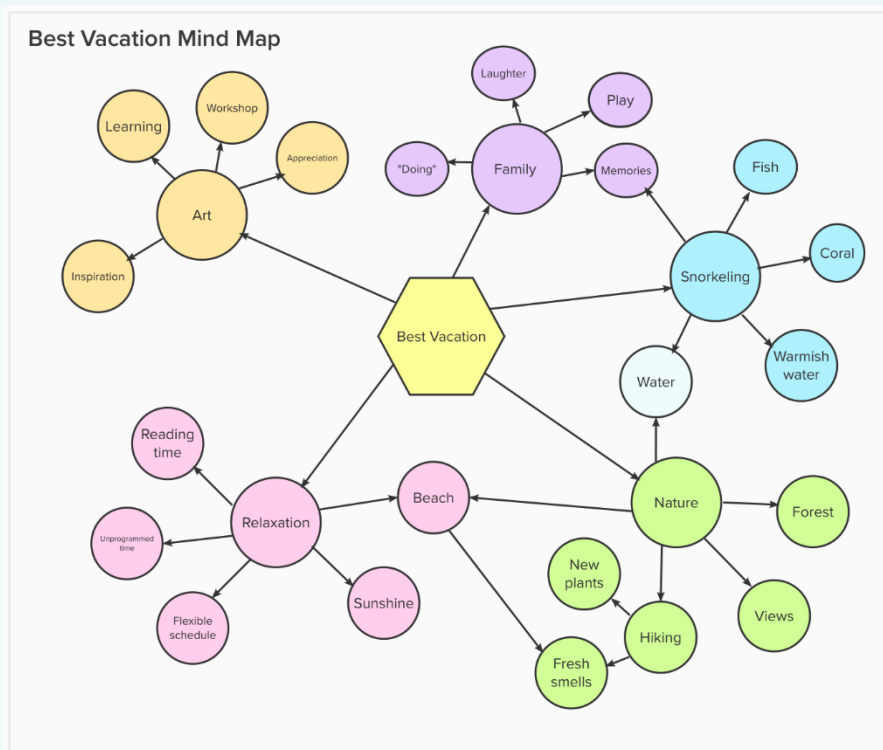 Best Vacation Mind Map
Learning
Workshop
Appreciation
Art
Inspiration
Laughter
Play
"Doing"
Family
Memories
Fish
Snorkeling
Coral
Warmish
water
Water
Best Vacation
Reading
time
Relaxation
Unprogrammed
time
Flexible
schedule
Sunshine
Beach
Nature
Forest
Views
New
plants
Hiking
Fresh
smells